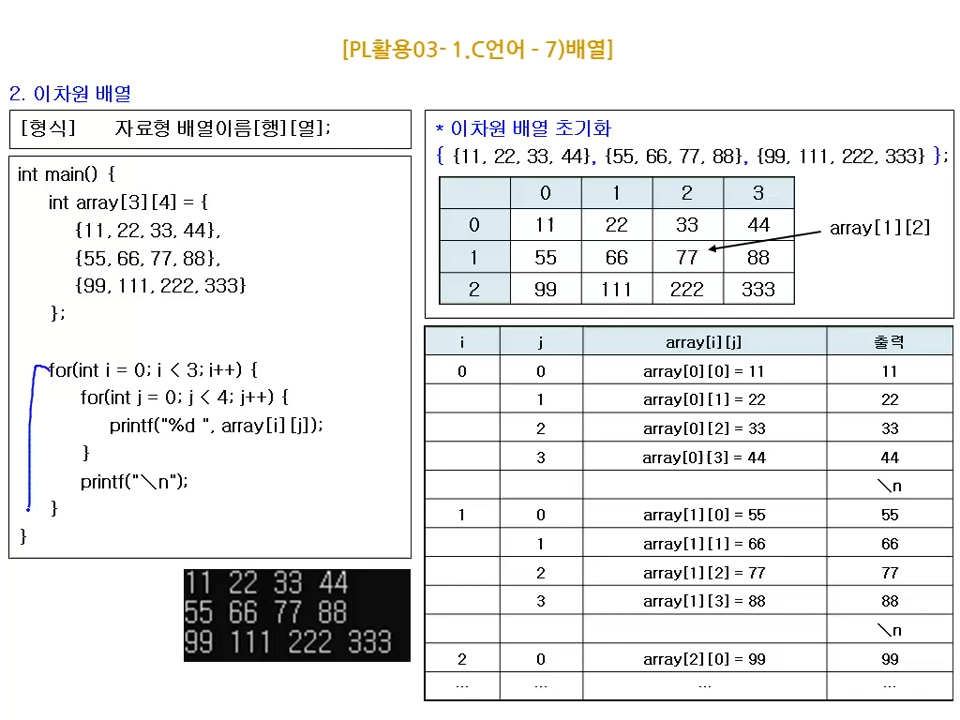 [PL활용03- 1.C언어 - 7)배열]
2. 이차원 배열
[형식] 자료형 배열이름[행][열];
int main() {
int array[3][4] = {
{11, 22, 33, 44},
{55, 66, 77, 88},
{99, 111, 222, 333}
};
for(int i = 0; i < 3; i++) {
for(int j = 0; j < 4; j++) {
printf("%d ", array[i][j]);
}
printf("\n");
}
}
11 22 33 44
55 66 77 88
99 111 222 333
* 이차원 배열 초기화
{ {11, 22, 33, 44}, {55, 66, 77, 88}, {99, 111, 222, 333} };
0 1 2 3
0 11 22 33 44
array[1][2]
1 55 66 77 88
2 99 111 222 333
i j array[i][j] 출력
0 0 array[0][0] = 11 11
1 array[0][1] = 22 22
2 array[0][2] = 33 33
3 array[0][3] = 44 44
\n
1 0 array[1][0] = 55 55
1 array[1][1] = 66 66
2 array[1][2] = 77 77
3 array[1][3] = 88 88
\n
2 0 array[2][0] = 99 99
... ... ... ...